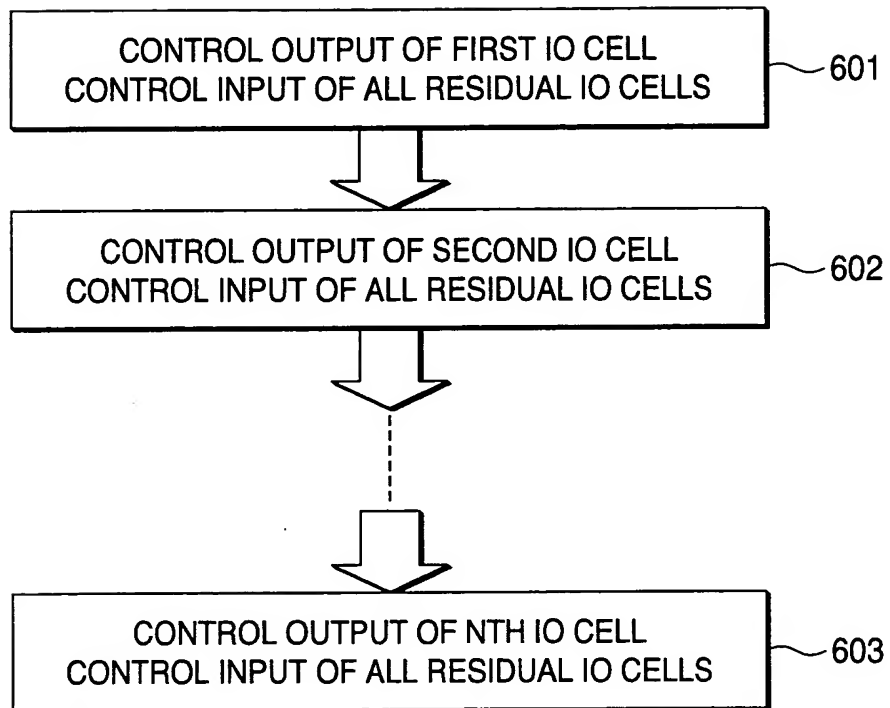 CONTROL OUTPUT OF FIRST IO CELL
CONTROL INPUT OF ALL RESIDUAL IO CELLS
601
CONTROL OUTPUT OF SECOND IO CELL
CONTROL INPUT OF ALL RESIDUAL IO CELLS
602
CONTROL OUTPUT OF NTH IO CELL
CONTROL INPUT OF ALL RESIDUAL IO CELLS
603